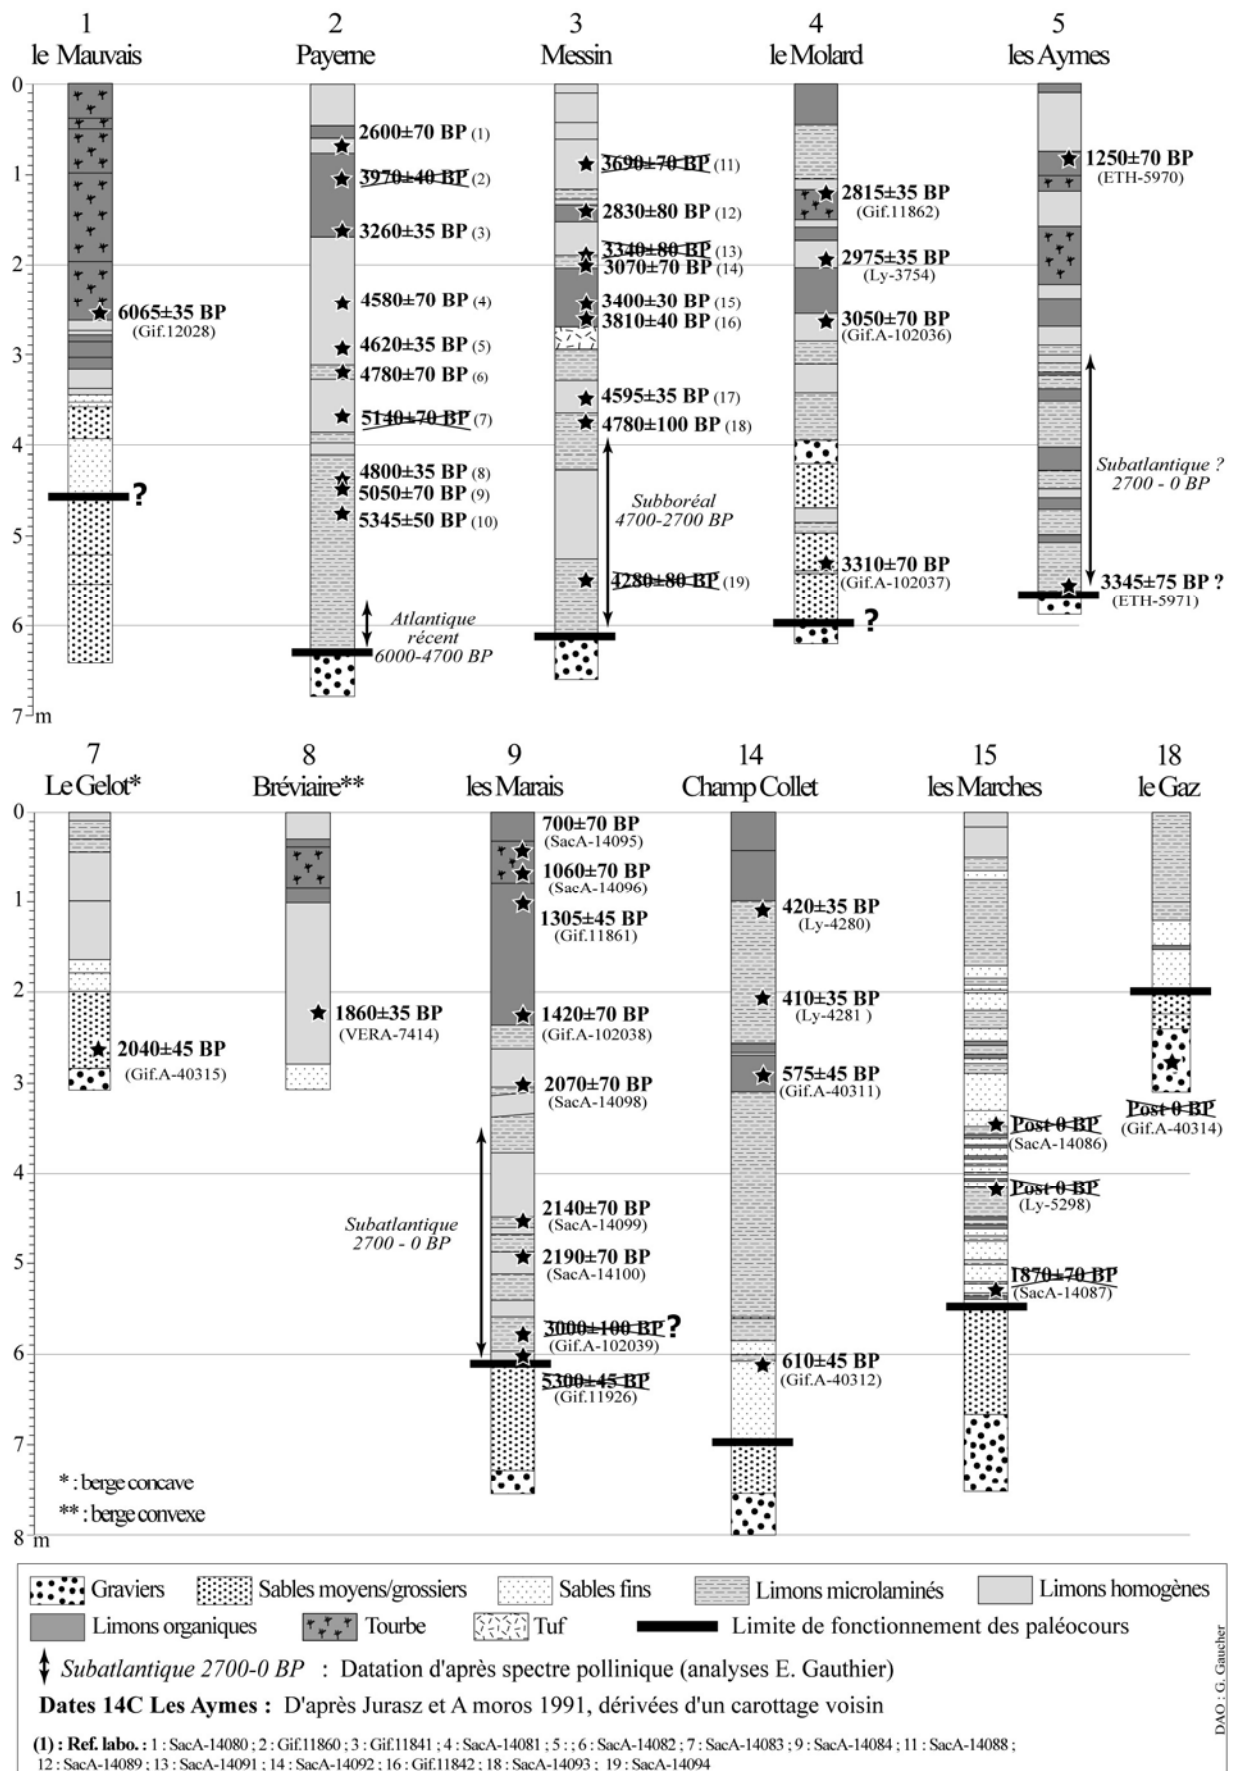 1 2 3 4 5
le Mauvais Payerne Messin le Molard les Aymes
0
1
2
3
4
5
6
7 m
6065±35 BP
(Gif.12028)
?
2600±70 BP (1)
3970±40 BP (2)
3260±35 BP (3)
4580±70 BP (4)
4620±35 BP (5)
4780±70 BP (6)
5140±70 BP (7)
4800±35 BP (8)
5050±70 BP (9)
5345±50 BP (10)
Atlantique
récent
6000-4700 BP
3690±70 BP (11)
2830±80 BP (12)
3340±80 BP (13)
3070±70 BP (14)
3400±30 BP (15)
3810±40 BP (16)
4595±35 BP (17)
4780±100 BP (18)
Subboréal
4700-2700 BP
4280±80 BP (19)
2815±35 BP
(Gif.11862)
2975±35 BP
(Ly-3754)
3050±70 BP
(Gif.A-102036)
3310±70 BP
(Gif.A-102037)
?
1250±70 BP
(ETH-5970)
Subatlantique ?
2700 - 0 BP
3345±75 BP ?
(ETH-5971)
7 8 9 14 15 18
Le Gelot* Bréviaire** les Marais Champ Collet les Marches le Gaz
0
1
2
3
4
5
6
7
8 m
2040±45 BP
(Gif.A-40315)
1860±35 BP
(VERA-7414)
700±70 BP
(SacA-14095)
1060±70 BP
(SacA-14096)
1305±45 BP
(Gif.11861)
1420±70 BP
(Gif.A-102038)
2070±70 BP
(SacA-14098)
Subatlantique
2700 - 0 BP
2140±70 BP
(SacA-14099)
2190±70 BP
(SacA-14100)
3000±100 BP ?
(Gif.A-102039)
5300±45 BP
(Gif.11926)
420±35 BP
(Ly-4280)
410±35 BP
(Ly-4281 )
575±45 BP
(Gif.A-40311)
610±45 BP
(Gif.A-40312)
Post 0 BP
(SacA-14086)
Post 0 BP
(Ly-5298)
1870±70 BP
(SacA-14087)
Post 0 BP
(Gif.A-40314)
* : berge concave
** : berge convexe
Graviers Sables moyens/grossiers Sables fins Limons microlaminés Limons homogènes
Limons organiques Tourbe Tuf Limite de fonctionnement des paléocours
Subatlantique 2700-0 BP : Datation d'après spectre pollinique (analyses E. Gauthier)
Dates 14C Les Aymes : D'après Jurasz et A moros 1991, dérivées d'un carottage voisin
(1) : Ref. labo. : 1 : SacA-14080 ; 2 : Gif.11860 ; 3 : Gif.11841 ; 4 : SacA-14081 ; 5 : ; 6 : SacA-14082 ; 7 : SacA-14083 ; 9 : SacA-14084 ; 11 : SacA-14088 ;
12 : SacA-14089 ; 13 : SacA-14091 ; 14 : SacA-14092 ; 16 : Gif.11842 ; 18 : SacA-14093 ; 19 : SacA-14094
DAO : G. Gaucher